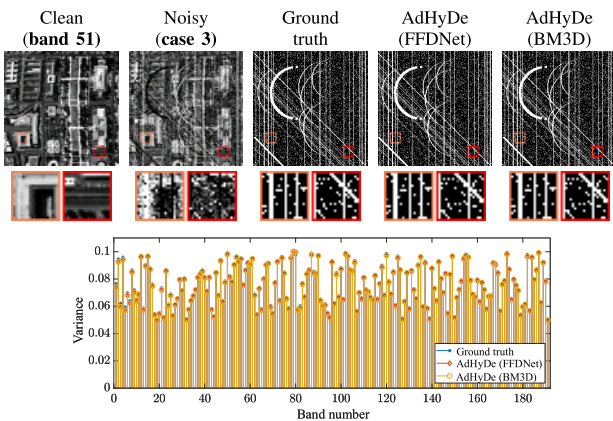 Clean
(band 51)
Noisy
(case 3)
Ground
truth
AdHyDe
(FFDNet)
AdHyDe
(BM3D)
0.1
0.08
0.06
0.04
0.02
0
Variance
0 20 40 60 80 100 120 140 160 180
Band number
Ground truth
AdHyDe (FFDNet)
AdHyDe (BM3D)